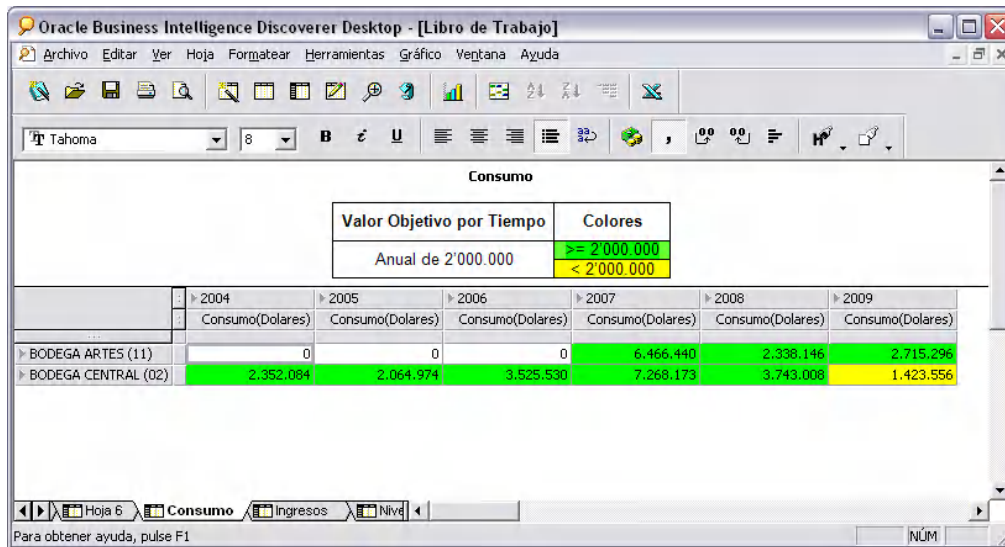 Oracle Business Intelligence Discoverer Desktop - [Libro de Trabajo]
Archivo Editar Ver Hoja Formatear Herramientas Gráfico Ventana Ayuda
Tahoma 8 B i U
Consumo
Valor Objetivo por Tiempo Colores
Anual de 2'000.000 >= 2'000.000
< 2'000.000
2004 2005 2006 2007 2008 2009
Consumo(Dolares) Consumo(Dolares) Consumo(Dolares) Consumo(Dolares) Consumo(Dolares) Consumo(Dolares)
BODEGA ARTES (11) 0 0 0 6.466.440 2.338.146 2.715.296
BODEGA CENTRAL (02) 2.352.084 2.064.974 3.525.530 7.268.173 3.743.008 1.423.556
Hoja 6 Consumo Ingresos Nive
Para obtener ayuda, pulse F1 NÚM